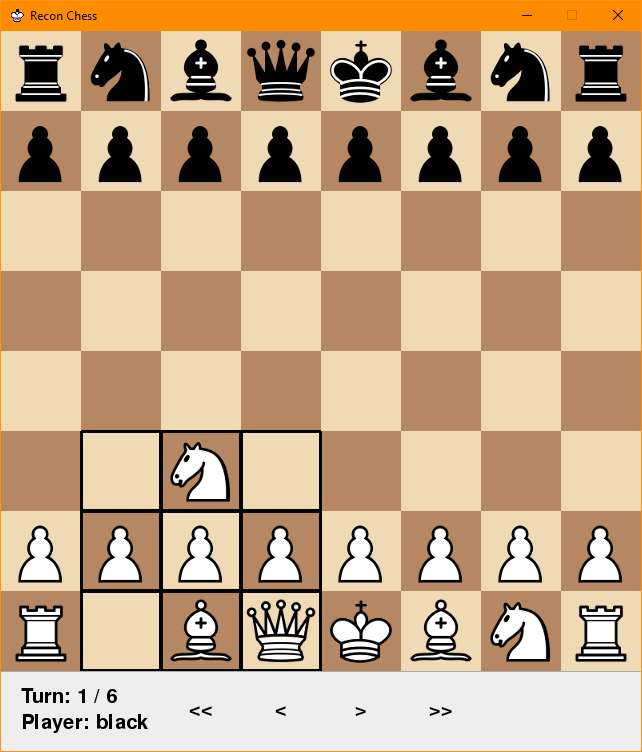 Recon Chess
Turn: 1 / 6
Player: black
<< < > >>